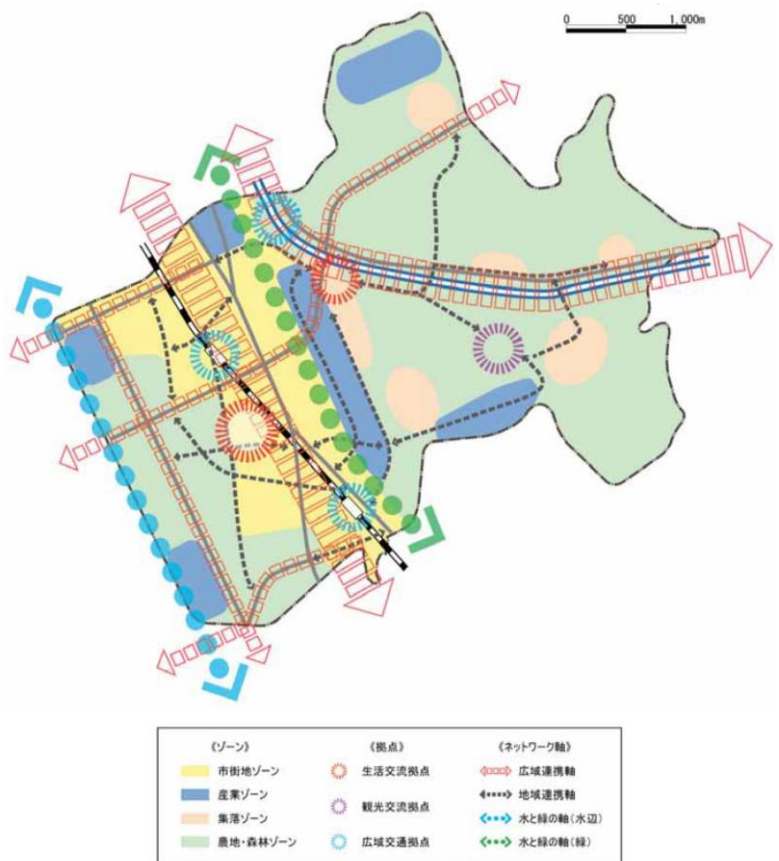 0 500 1,000m
《ゾーン》 《拠点》 《ネットワーク軸》
市街地ゾーン 生活交流拠点 広域連携軸
産業ゾーン 観光交流拠点 地域連携軸
集落ゾーン 広域交通拠点 水と緑の軸(水辺)
農地・森林ゾーン 水と緑の軸(緑)